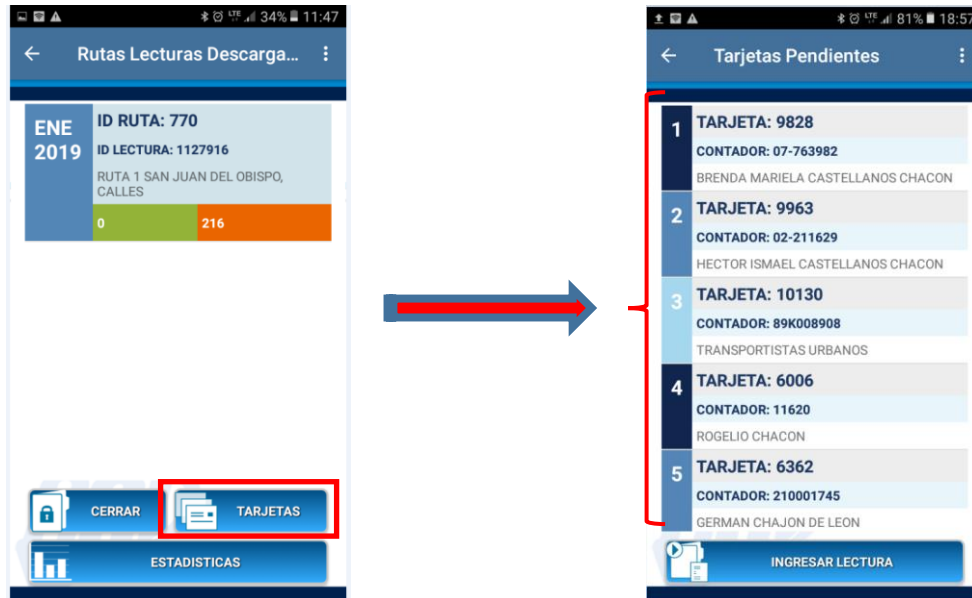 34% 11:47
Rutas Lecturas Descarga...
ENE
2019
ID RUTA: 770
ID LECTURA: 1127916
RUTA 1 SAN JUAN DEL OBISPO,
CALLES
0 216
CERRAR TARJETAS
ESTADISTICAS
LTE 81% 18:57
Tarjetas Pendientes
1
TARJETA: 9828
CONTADOR: 07-763982
BRENDA MARIELA CASTELLANOS CHACON
2
TARJETA: 9963
CONTADOR: 02-211629
HECTOR ISMAEL CASTELLANOS CHACON
3
TARJETA: 10130
CONTADOR: 89K008908
TRANSPORTISTAS URBANOS
4
TARJETA: 6006
CONTADOR: 11620
ROGELIO CHACON
5
TARJETA: 6362
CONTADOR: 210001745
GERMAN CHAJON DE LEON
INGRESAR LECTURA